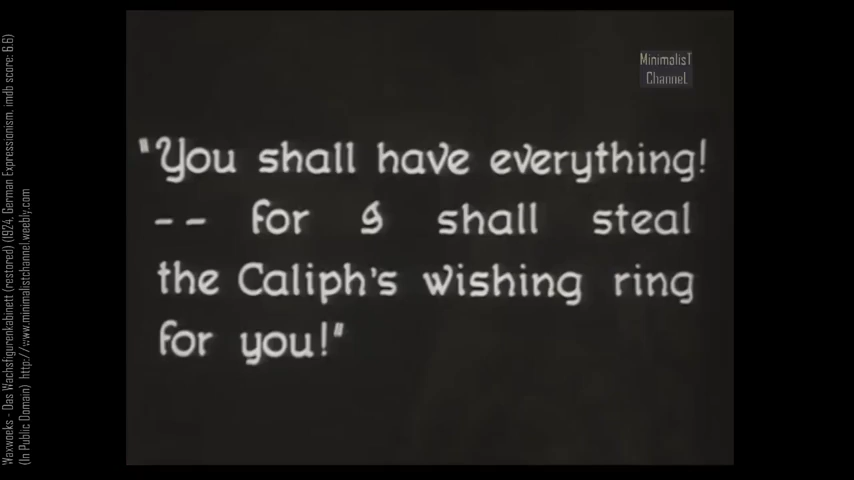 "You shall have everything!
-- for I shall steal
the Caliph's wishing ring
for you!"
MinimalisT
ChanneL
Waxwoeks - Das Wachsfigurenkabinett (restored) (1924, German Expressionism, imdb score: 6.6)
(In Public Domain) http://www.minimalistchannel.weebly.com